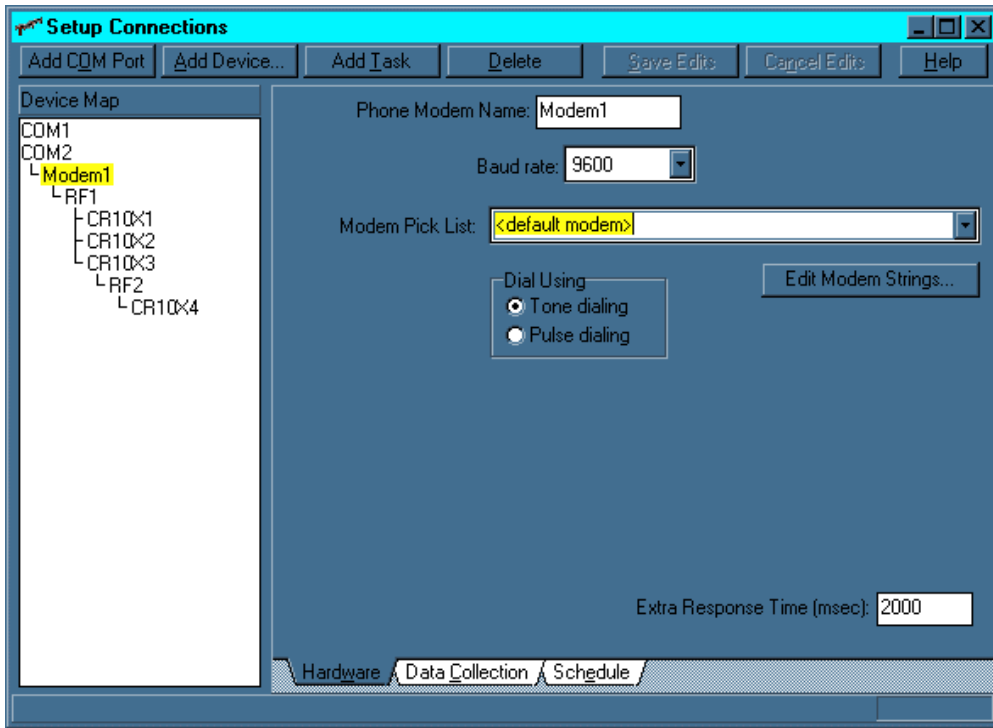 Setup Connections
Add COM Port Add Device... Add Task Delete Save Edits Cancel Edits Help
Device Map
COM1
COM2
Modem1
RF1
CR10X1
CR10X2
CR10X3
RF2
CR10X4
Phone Modem Name: Modem1
Baud rate: 9600
Modem Pick List: <default modem>
Dial Using
Tone dialing
Pulse dialing
Edit Modem Strings...
Extra Response Time (msec): 2000
Hardware Data Collection Schedule